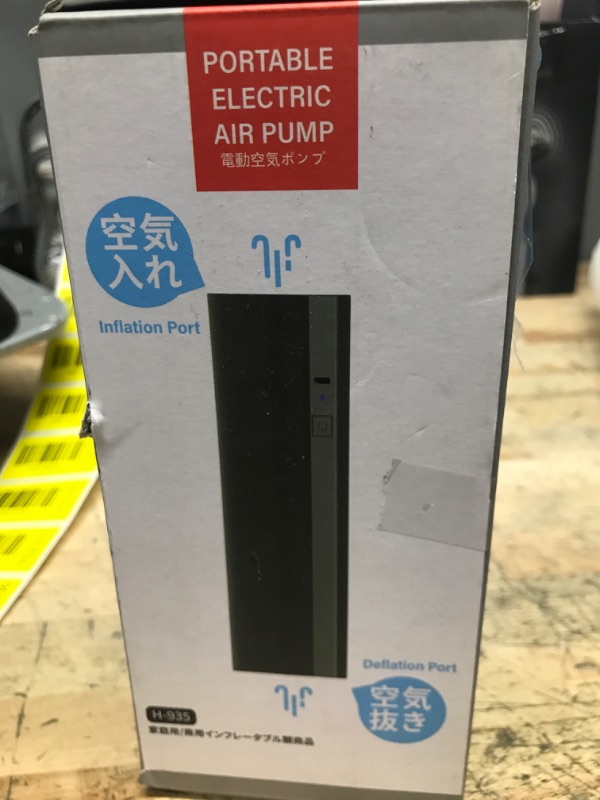 PORTABLE
ELECTRIC
AIR PUMP
電動空気ポンプ
空気
入れ
Inflation Port
Deflation Port
空気
抜き
H-935
家庭用/商用インフレータブル製商品